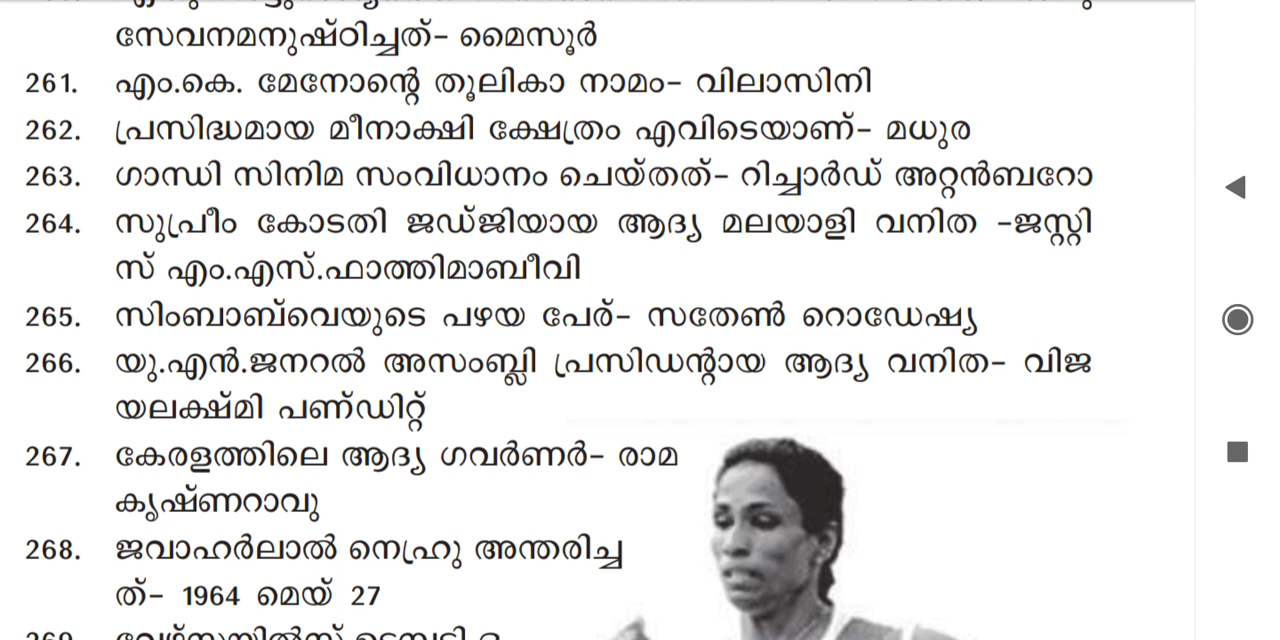 സേവനമനുഷ്ഠിച്ചത്- മൈസൂർ
261. എം.കെ. മേനോന്റെ തൂലികാ നാമം- വിലാസിനി
262. പ്രസിദ്ധമായ മീനാക്ഷി ക്ഷേത്രം എവിടെയാണ്- മധുര
263. ഗാന്ധി സിനിമ സംവിധാനം ചെയ്തത്- റിച്ചാർഡ് അറ്റൻബറോ
264. സുപ്രീം കോടതി ജഡ്ജിയായ ആദ്യ മലയാളി വനിത -ജസ്റ്റി
സ് എം.എസ്.ഫാത്തിമാബീവി
265. സിംബാബ്‌വെയുടെ പഴയ പേര്- സതേൺ റൊഡേഷ്യ
266. യു.എൻ.ജനറൽ അസംബ്ലി പ്രസിഡന്റായ ആദ്യ വനിത- വിജ
യലക്ഷ്മി പണ്ഡിറ്റ്
267. കേരളത്തിലെ ആദ്യ ഗവർണർ- രാമ
കൃഷ്ണറാവു
268. ജവാഹർലാൽ നെഹ്രു അന്തരിച്ച
ത്- 1964 മെയ് 27